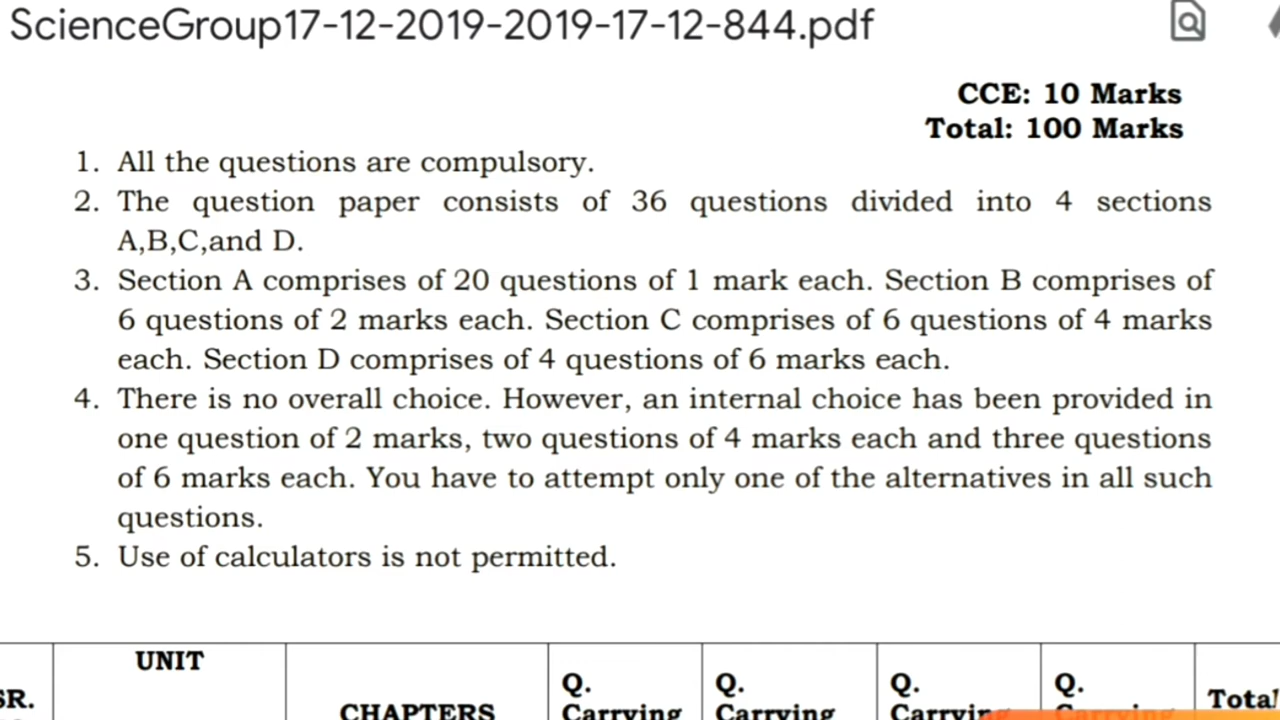 ScienceGroup17-12-2019-2019-17-12-844.pdf
CCE: 10 Marks
Total: 100 Marks
1. All the questions are compulsory.
2. The question paper consists of 36 questions divided into 4 sections
A,B,C,and D.
3. Section A comprises of 20 questions of 1 mark each. Section B comprises of
6 questions of 2 marks each. Section C comprises of 6 questions of 4 marks
each. Section D comprises of 4 questions of 6 marks each.
4. There is no overall choice. However, an internal choice has been provided in
one question of 2 marks, two questions of 4 marks each and three questions
of 6 marks each. You have to attempt only one of the alternatives in all such
questions.
5. Use of calculators is not permitted.
UNIT
SR.
CHAPTERS
Q.
Carrying
Q.
Carrying
Q.
Carrying
Q.
Carrying
Total